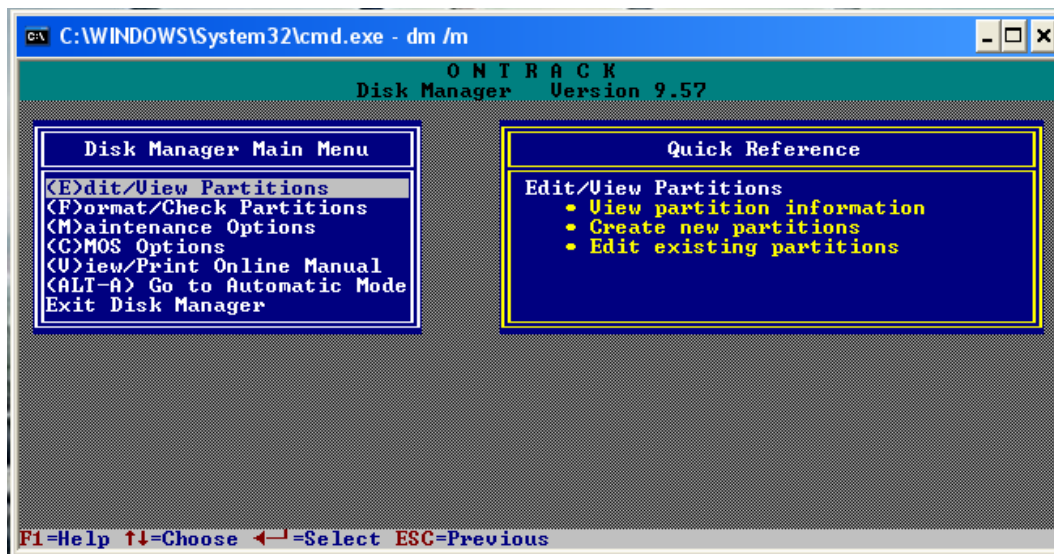 C:\WINDOWS\System32\cmd.exe - dm /m
O N T R A C K
Disk Manager Version 9.57
Disk Manager Main Menu
(E)dit/View Partitions
(F)ormat/Check Partitions
(M)aintenance Options
(C)MOS Options
(V)iew/Print Online Manual
(ALT-A) Go to Automatic Mode
Exit Disk Manager
Quick Reference
Edit/View Partitions
• View partition information
• Create new partitions
• Edit existing partitions
F1=Help ↑↓=Choose ◄─┘=Select ESC=Previous